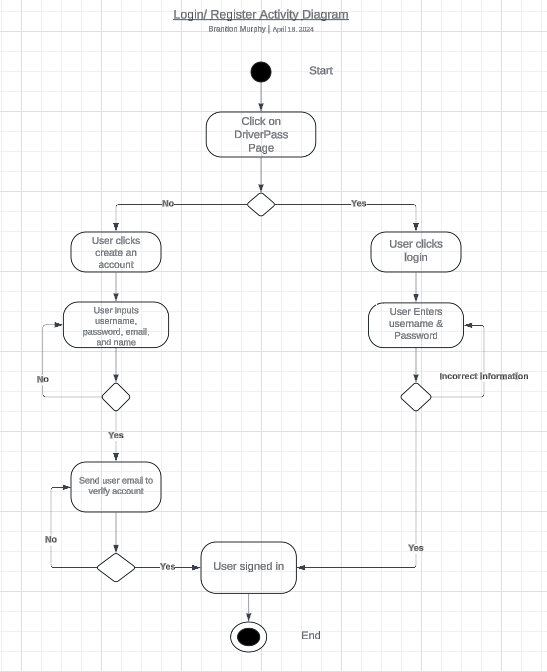 Login/ Register Activity Diagram
Brandon Murphy | April 18, 2024
Start
Click on
DriverPass
Page
No
Yes
User clicks
create an
account
User clicks
login
User inputs
username,
password, email,
and name
User Enters
username &
Password
No
Incorrect information
Yes
Send user email to
verify account
No
Yes
Yes
User signed in
End